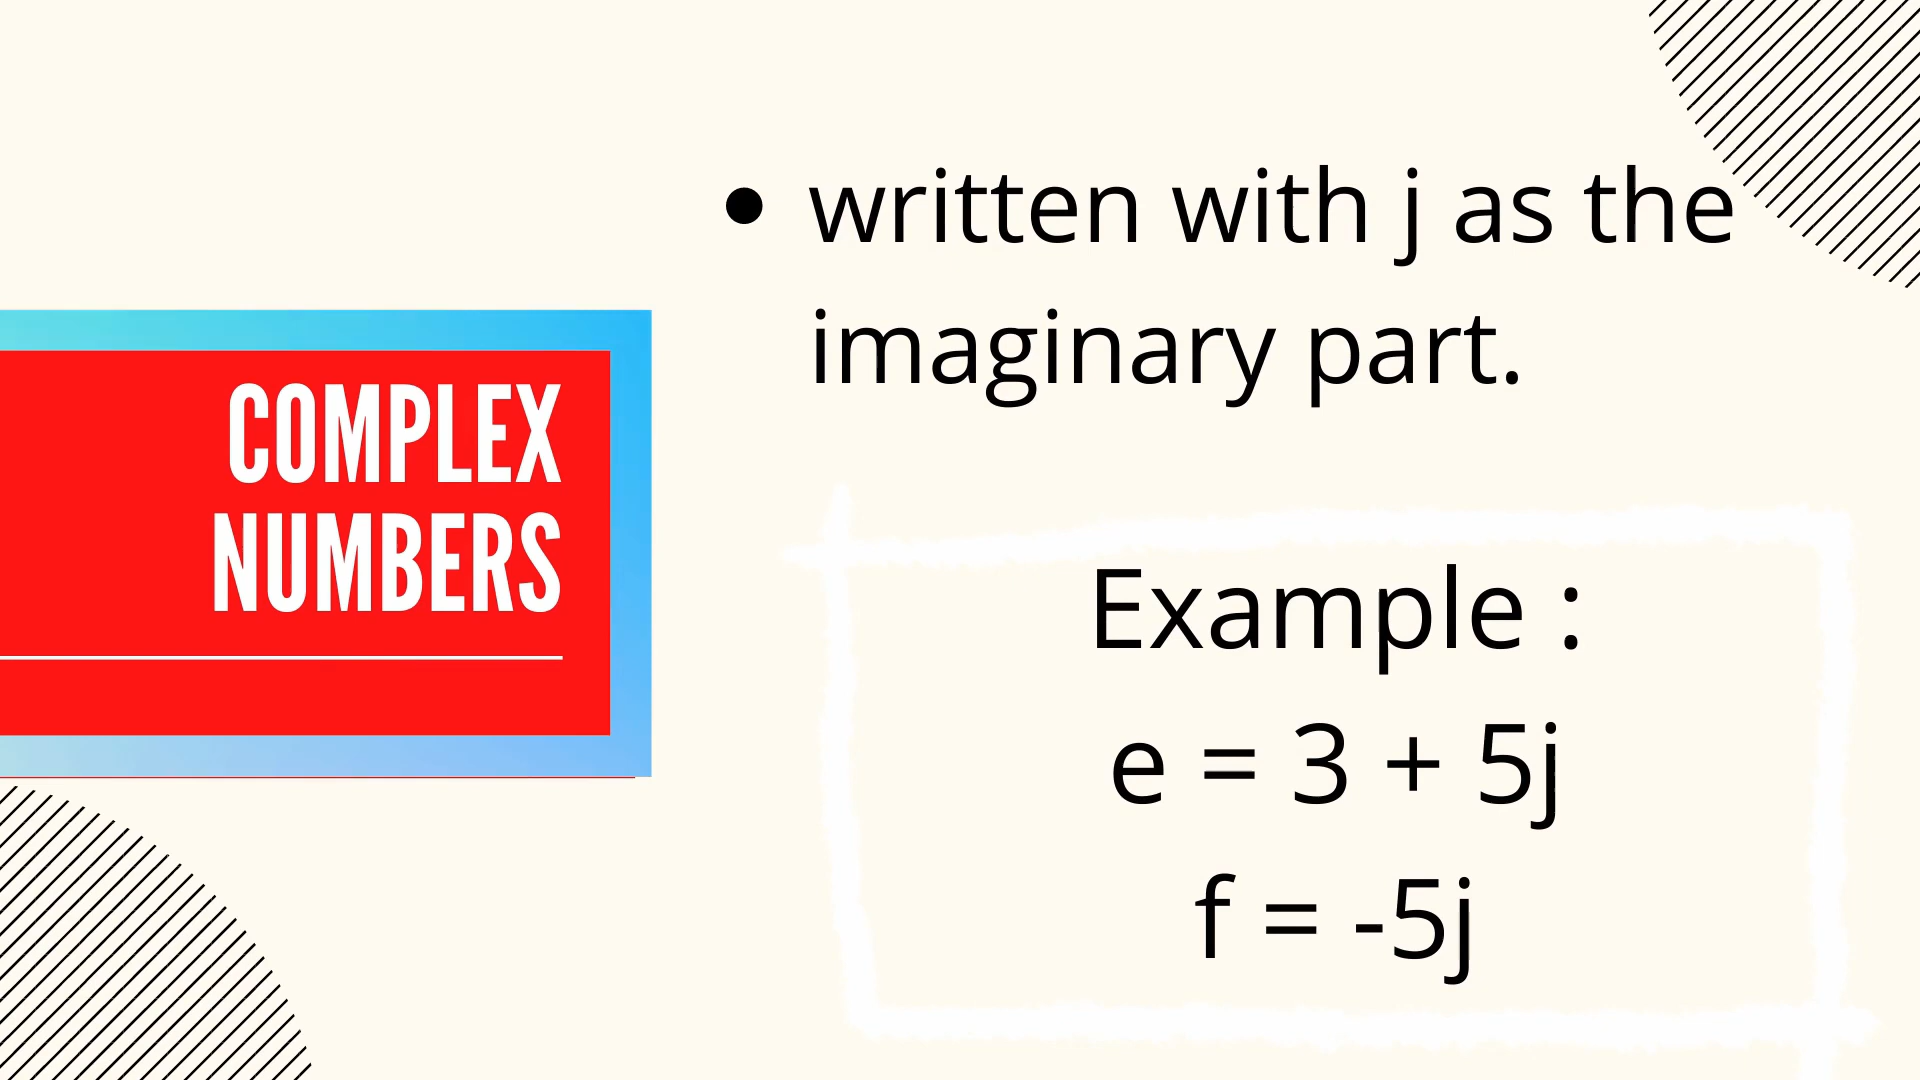 COMPLEX
NUMBERS
• written with j as the
imaginary part.
Example :
e = 3 + 5j
f = -5j